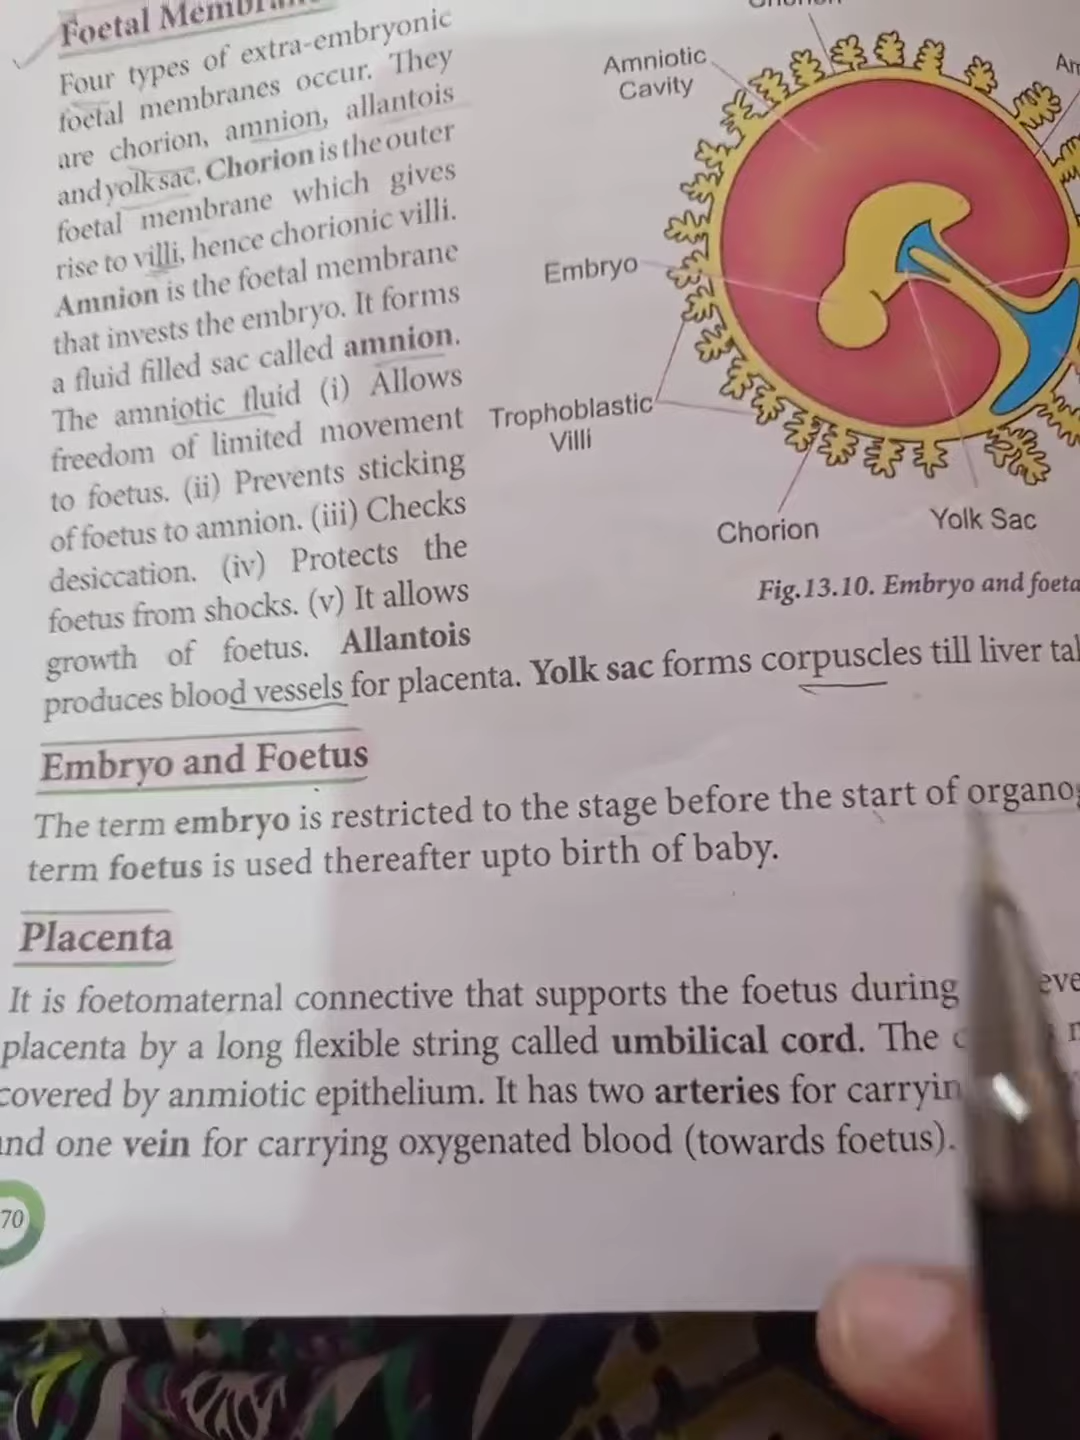 Foetal
Four types of extra-embryonic
foetal membranes occur. They
are chorion, amnion, allantois
and yolk sac. Chorion is the outer
foetal membrane which gives
rise to villi, hence chorionic villi.
Amnion is the foetal membrane
that invests the embryo. It forms
a fluid filled sac called amnion.
The amniotic fluid (i) Allows
freedom of limited movement
to foetus. (ii) Prevents sticking
of foetus to amnion. (iii) Checks
desiccation. (iv) Protects the
foetus from shocks. (v) It allows
growth of foetus. Allantois
produces blood vessels for placenta. Yolk sac forms corpuscles till liver
Amniotic
Cavity
Embryo
Trophoblastic
Villi
Chorion
Yolk Sac
Fig.13.10. Embryo and
Embryo and Foetus
The term embryo is restricted to the stage before the start of
term foetus is used thereafter upto birth of baby.
Placenta
It is foetomaternal connective that supports the foetus during
placenta by a long flexible string called umbilical cord. The
covered by anmiotic epithelium. It has two arteries for
and one vein for carrying oxygenated blood (towards foetus).
70